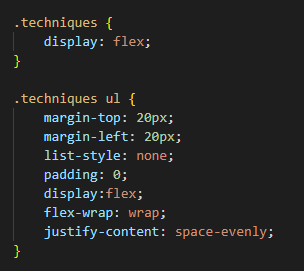 .techniques {
    display: flex;
}

.techniques ul {
    margin-top: 20px;
    margin-left: 20px;
    list-style: none;
    padding: 0;
    display:flex;
    flex-wrap: wrap;
    justify-content: space-evenly;
}